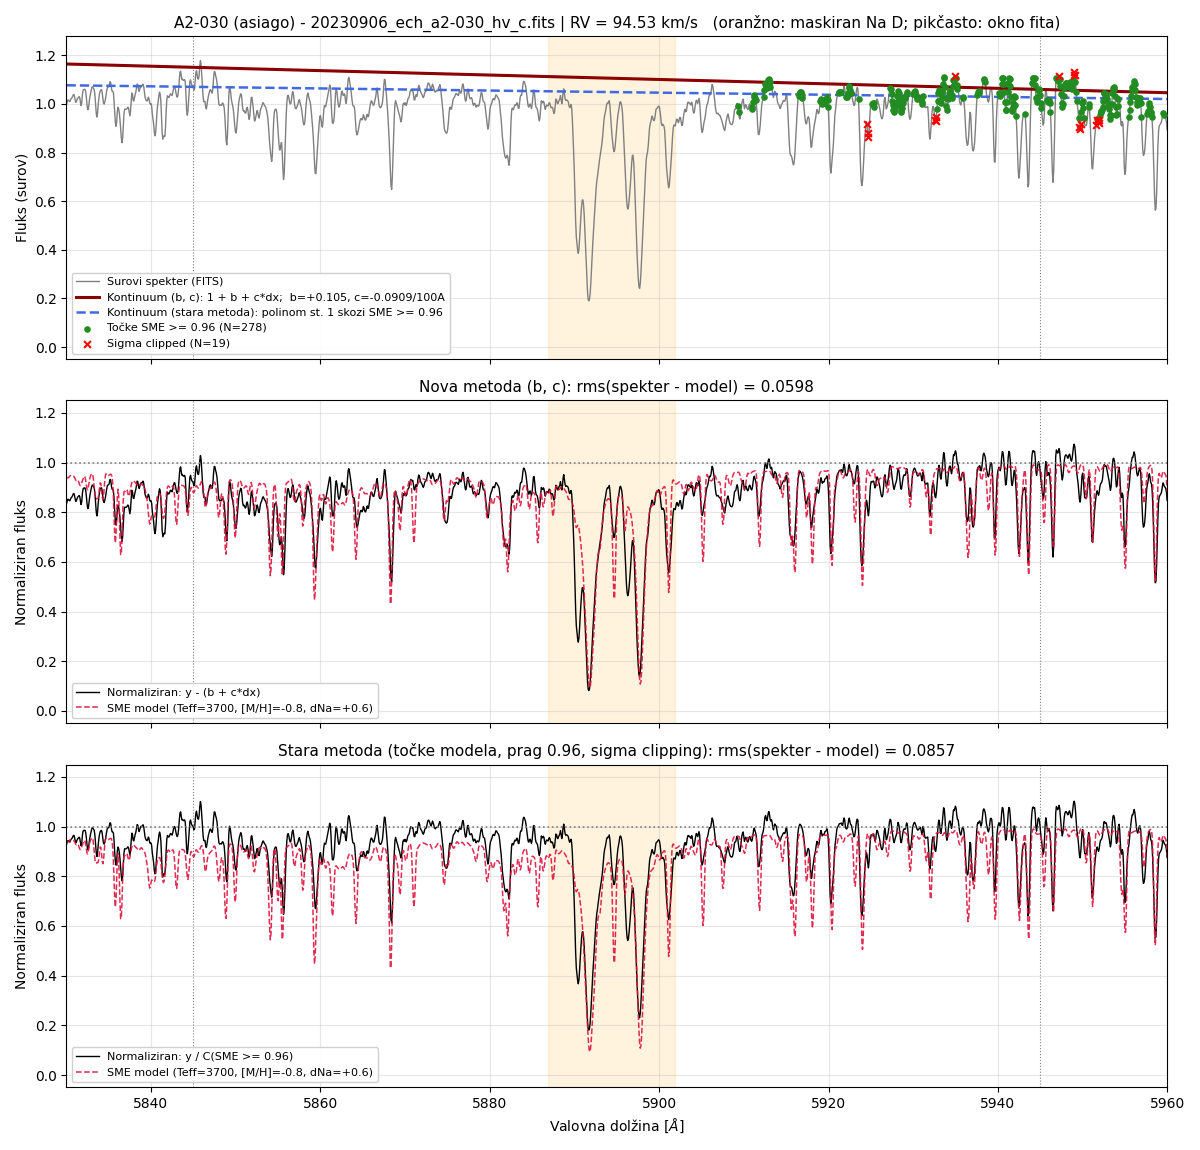 A2-030 (asiago) - 20230906_ech_a2-030_hv_c.fits | RV = 94.53 km/s   (oranžno: maskiran Na D; pikčasto: okno fita)
1.2
1.0
0.8
0.6
0.4
0.2
0.0
Fluks (surov)
Surovi spekter (FITS)
Kontinuum (b, c): 1 + b + c*dx;  b=+0.105, c=-0.0909/100A
Kontinuum (stara metoda): polinom st. 1 skozi SME >= 0.96
Točke SME >= 0.96 (N=278)
Sigma clipped (N=19)
Nova metoda (b, c): rms(spekter - model) = 0.0598
1.2
1.0
0.8
0.6
0.4
0.2
0.0
Normaliziran fluks
Normaliziran: y - (b + c*dx)
SME model (Teff=3700, [M/H]=-0.8, dNa=+0.6)
Stara metoda (točke modela, prag 0.96, sigma clipping): rms(spekter - model) = 0.0857
1.2
1.0
0.8
0.6
0.4
0.2
0.0
Normaliziran fluks
Normaliziran: y / C(SME >= 0.96)
SME model (Teff=3700, [M/H]=-0.8, dNa=+0.6)
5840 5860 5880 5900 5920 5940 5960
Valovna dolžina [Å]